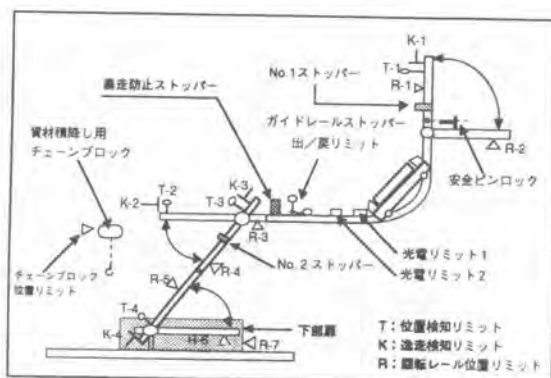 K-1
T-1
R-1
No.1ストッパー
暴走防止ストッパー
ガイドレールストッパー
出/戻リミット
資材積降し用
チェーンブロック
R-2
安全ピンロック
K-3
T-3
T-2
K-2
R-3
光電リミット1
光電リミット2
チェーンブロック
位置リミット
R-5
R-4
No.2ストッパー
T-4
K-4
下部扉
R-6
R-7
T:位置検知リミット
K:逸走検知リミット
R:回転レール位置リミット